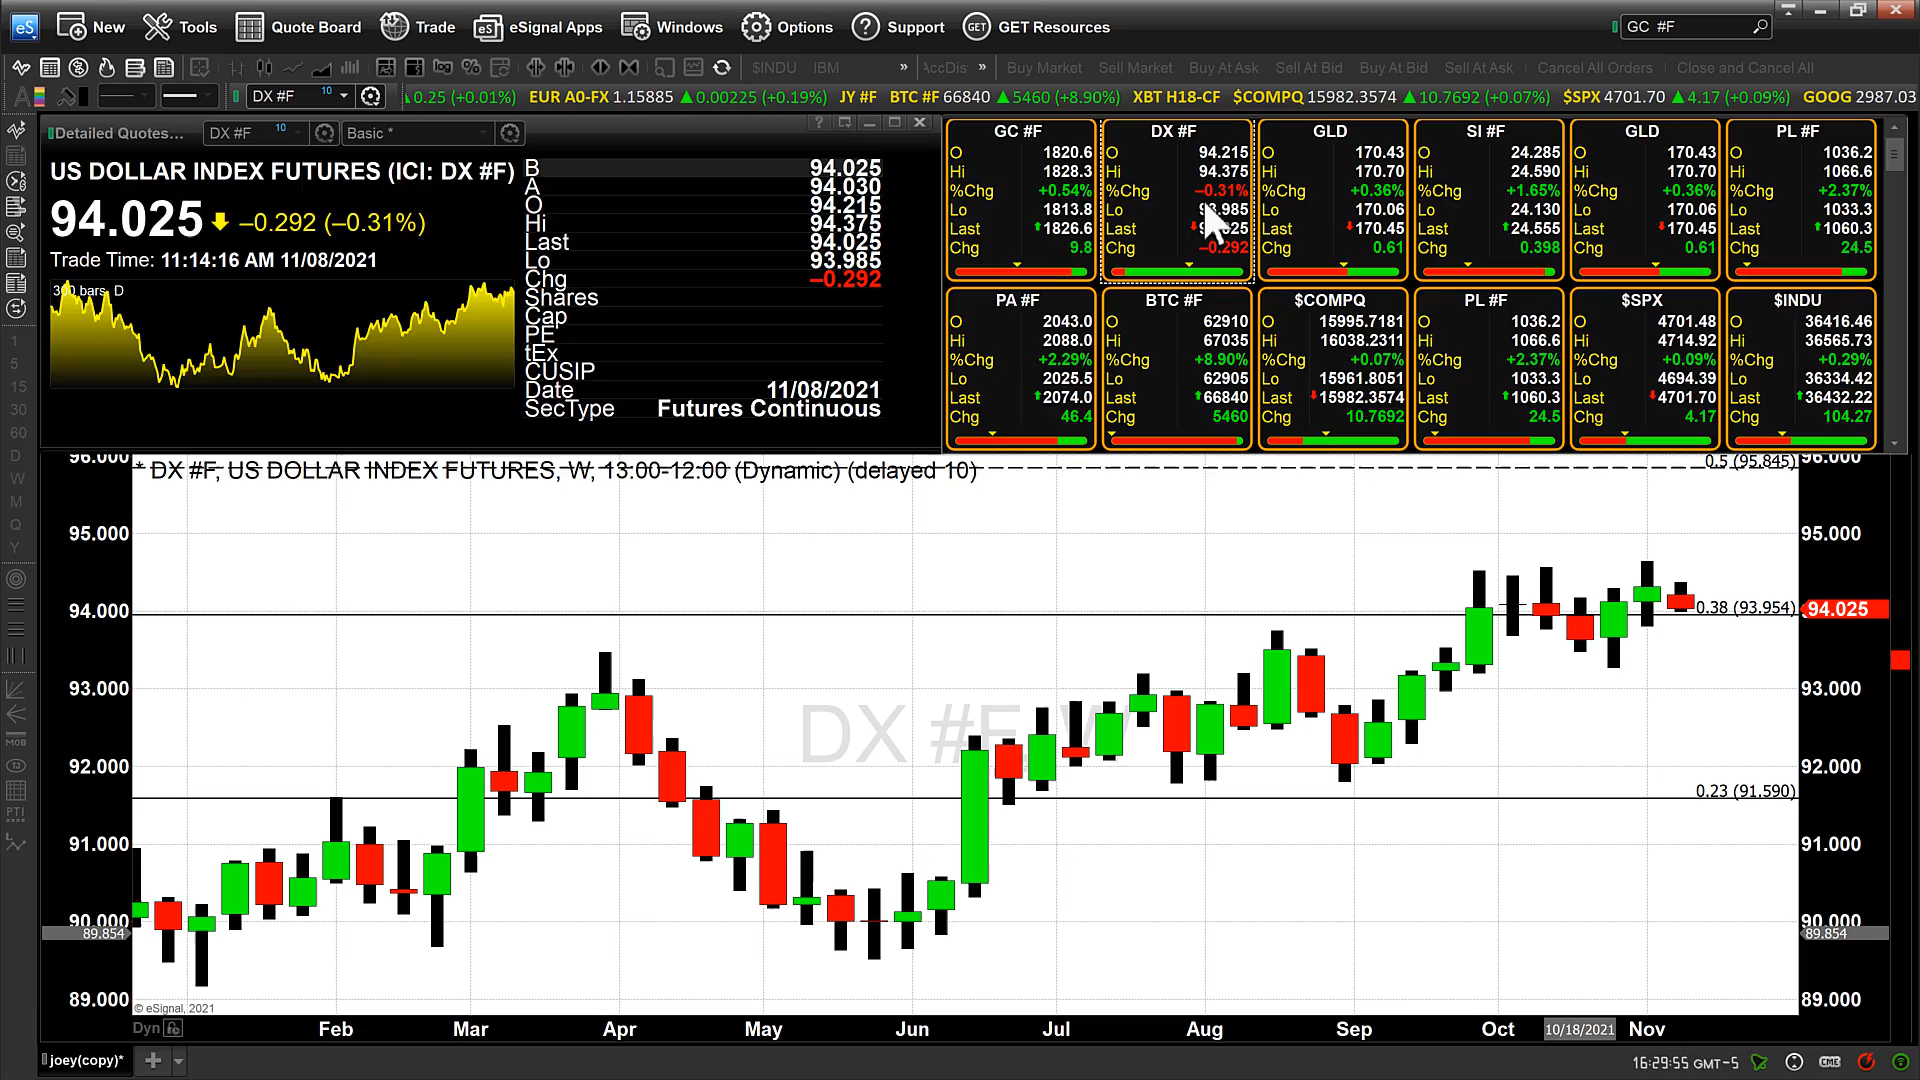 eS New Tools Quote Board Trade eSignal Apps Windows Options Support GET GET Resources GC #F
$INDU IBM » AccDis » Buy Market Sell Market Buy At Ask Sell At Bid Buy At Bid Sell At Ask Cancel All Orders Close and Cancel All
DX #F 10 0.25 (+0.01%) EUR A0-FX 1.15885 0.00225 (+0.19%) JY #F BTC #F 66840 5460 (+8.90%) XBT H18-CF $COMPQ 15982.3574 10.7692 (+0.07%) $SPX 4701.70 4.17 (+0.09%) GOOG 2987.03
Detailed Quotes... DX #F 10 Basic *
US DOLLAR INDEX FUTURES (ICI: DX #F)
94.025 –0.292 (–0.31%)
Trade Time: 11:14:16 AM 11/08/2021
300 bars, D
B 94.025
A 94.030
O 94.215
Hi 94.375
Last 94.025
Lo 93.985
Chg –0.292
Shares
Cap
PE
tEx
CUSIP
Date 11/08/2021
SecType Futures Continuous
GC #F
O 1820.6
Hi 1828.3
%Chg +0.54%
Lo 1813.8
Last 1826.6
Chg 9.8
DX #F
O 94.215
Hi 94.375
%Chg –0.31%
Lo
Last
Chg –0.292
GLD
O 170.43
Hi 170.70
%Chg +0.36%
Lo 170.06
Last 170.45
Chg 0.61
SI #F
O 24.285
Hi 24.590
%Chg +1.65%
Lo 24.130
Last 24.555
Chg 0.398
GLD
O 170.43
Hi 170.70
%Chg +0.36%
Lo 170.06
Last 170.45
Chg 0.61
PL #F
O 1036.2
Hi 1066.6
%Chg +2.37%
Lo 1033.3
Last 1060.3
Chg 24.5
PA #F
O 2043.0
Hi 2088.0
%Chg +2.29%
Lo 2025.5
Last 2074.0
Chg 46.4
BTC #F
O 62910
Hi 67035
%Chg +8.90%
Lo 62905
Last 66840
Chg 5460
$COMPQ
O 15995.7181
Hi 16038.2311
%Chg +0.07%
Lo 15961.8051
Last 15982.3574
Chg 10.7692
PL #F
O 1036.2
Hi 1066.6
%Chg +2.37%
Lo 1033.3
Last 1060.3
Chg 24.5
$SPX
O 4701.48
Hi 4714.92
%Chg +0.09%
Lo 4694.39
Last 4701.70
Chg 4.17
$INDU
O 36416.46
Hi 36565.73
%Chg +0.29%
Lo 36334.42
Last 36432.22
Chg 104.27
1
5
15
30
60
D
W
M
Q
Y
MOB
TJ
PTI
* DX #F, US DOLLAR INDEX FUTURES, W, 13:00-12:00 (Dynamic) (delayed 10)
DX #F, W
96.000 0.5 (95.845) 96.000
95.000 95.000
94.000 0.38 (93.954) 94.025
93.000 93.000
92.000 92.000
0.23 (91.590)
91.000 91.000
90.000 90.000
89.854 89.854
89.000 89.000
© eSignal, 2021
Dyn Feb Mar Apr May Jun Jul Aug Sep Oct 10/18/2021 Nov
joey(copy)* 16:29:55 GMT-5 CME